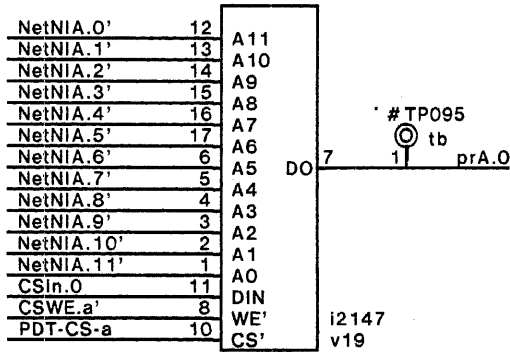 NetNIA.0' 12 A11
NetNIA.1' 13 A10
NetNIA.2' 14 A9
NetNIA.3' 15 A8
NetNIA.4' 16 A7
NetNIA.5' 17 A6
NetNIA.6' 6 A5
NetNIA.7' 5 A4
NetNIA.8' 4 A3
NetNIA.9' 3 A2
NetNIA.10' 2 A1
NetNIA.11' 1 A0
CSIn.0 11 DIN
CSWE.a' 8 WE'
PDT-CS-a 10 CS'
DO 7 1 prA.0
#TP095
tb
i2147
v19